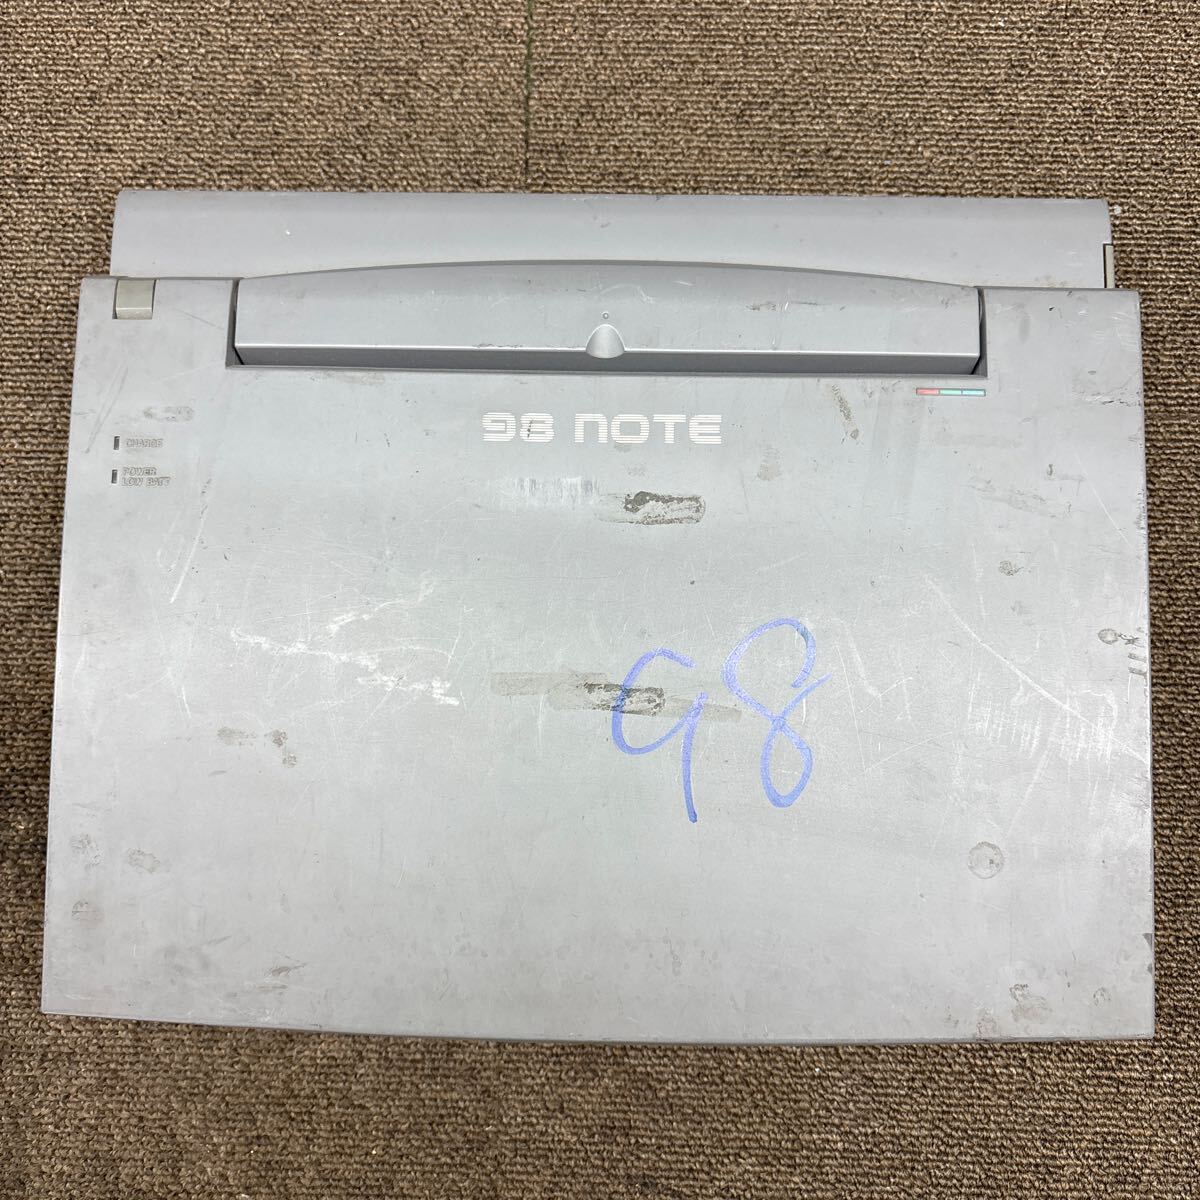 98 NOTE
CHARGE
POWER
LOW BATT
98